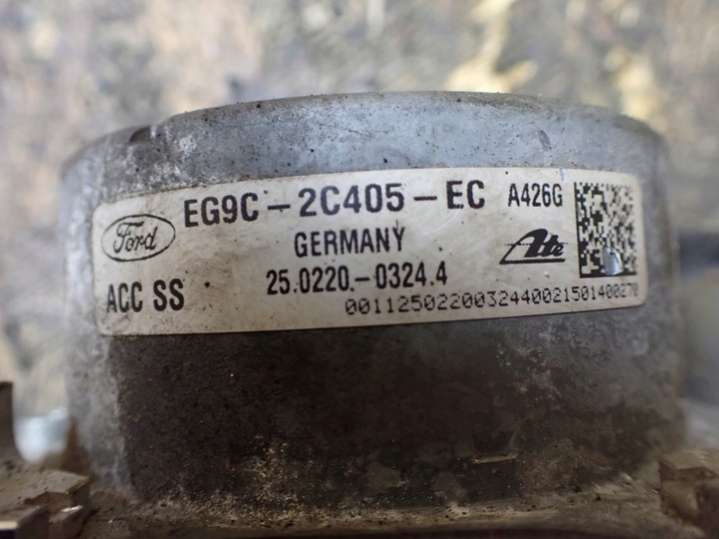 Ford EG9C-2C405-EC A426G
GERMANY Ate
ACC SS 25.0220-0324.4
0011250220032440021501400270